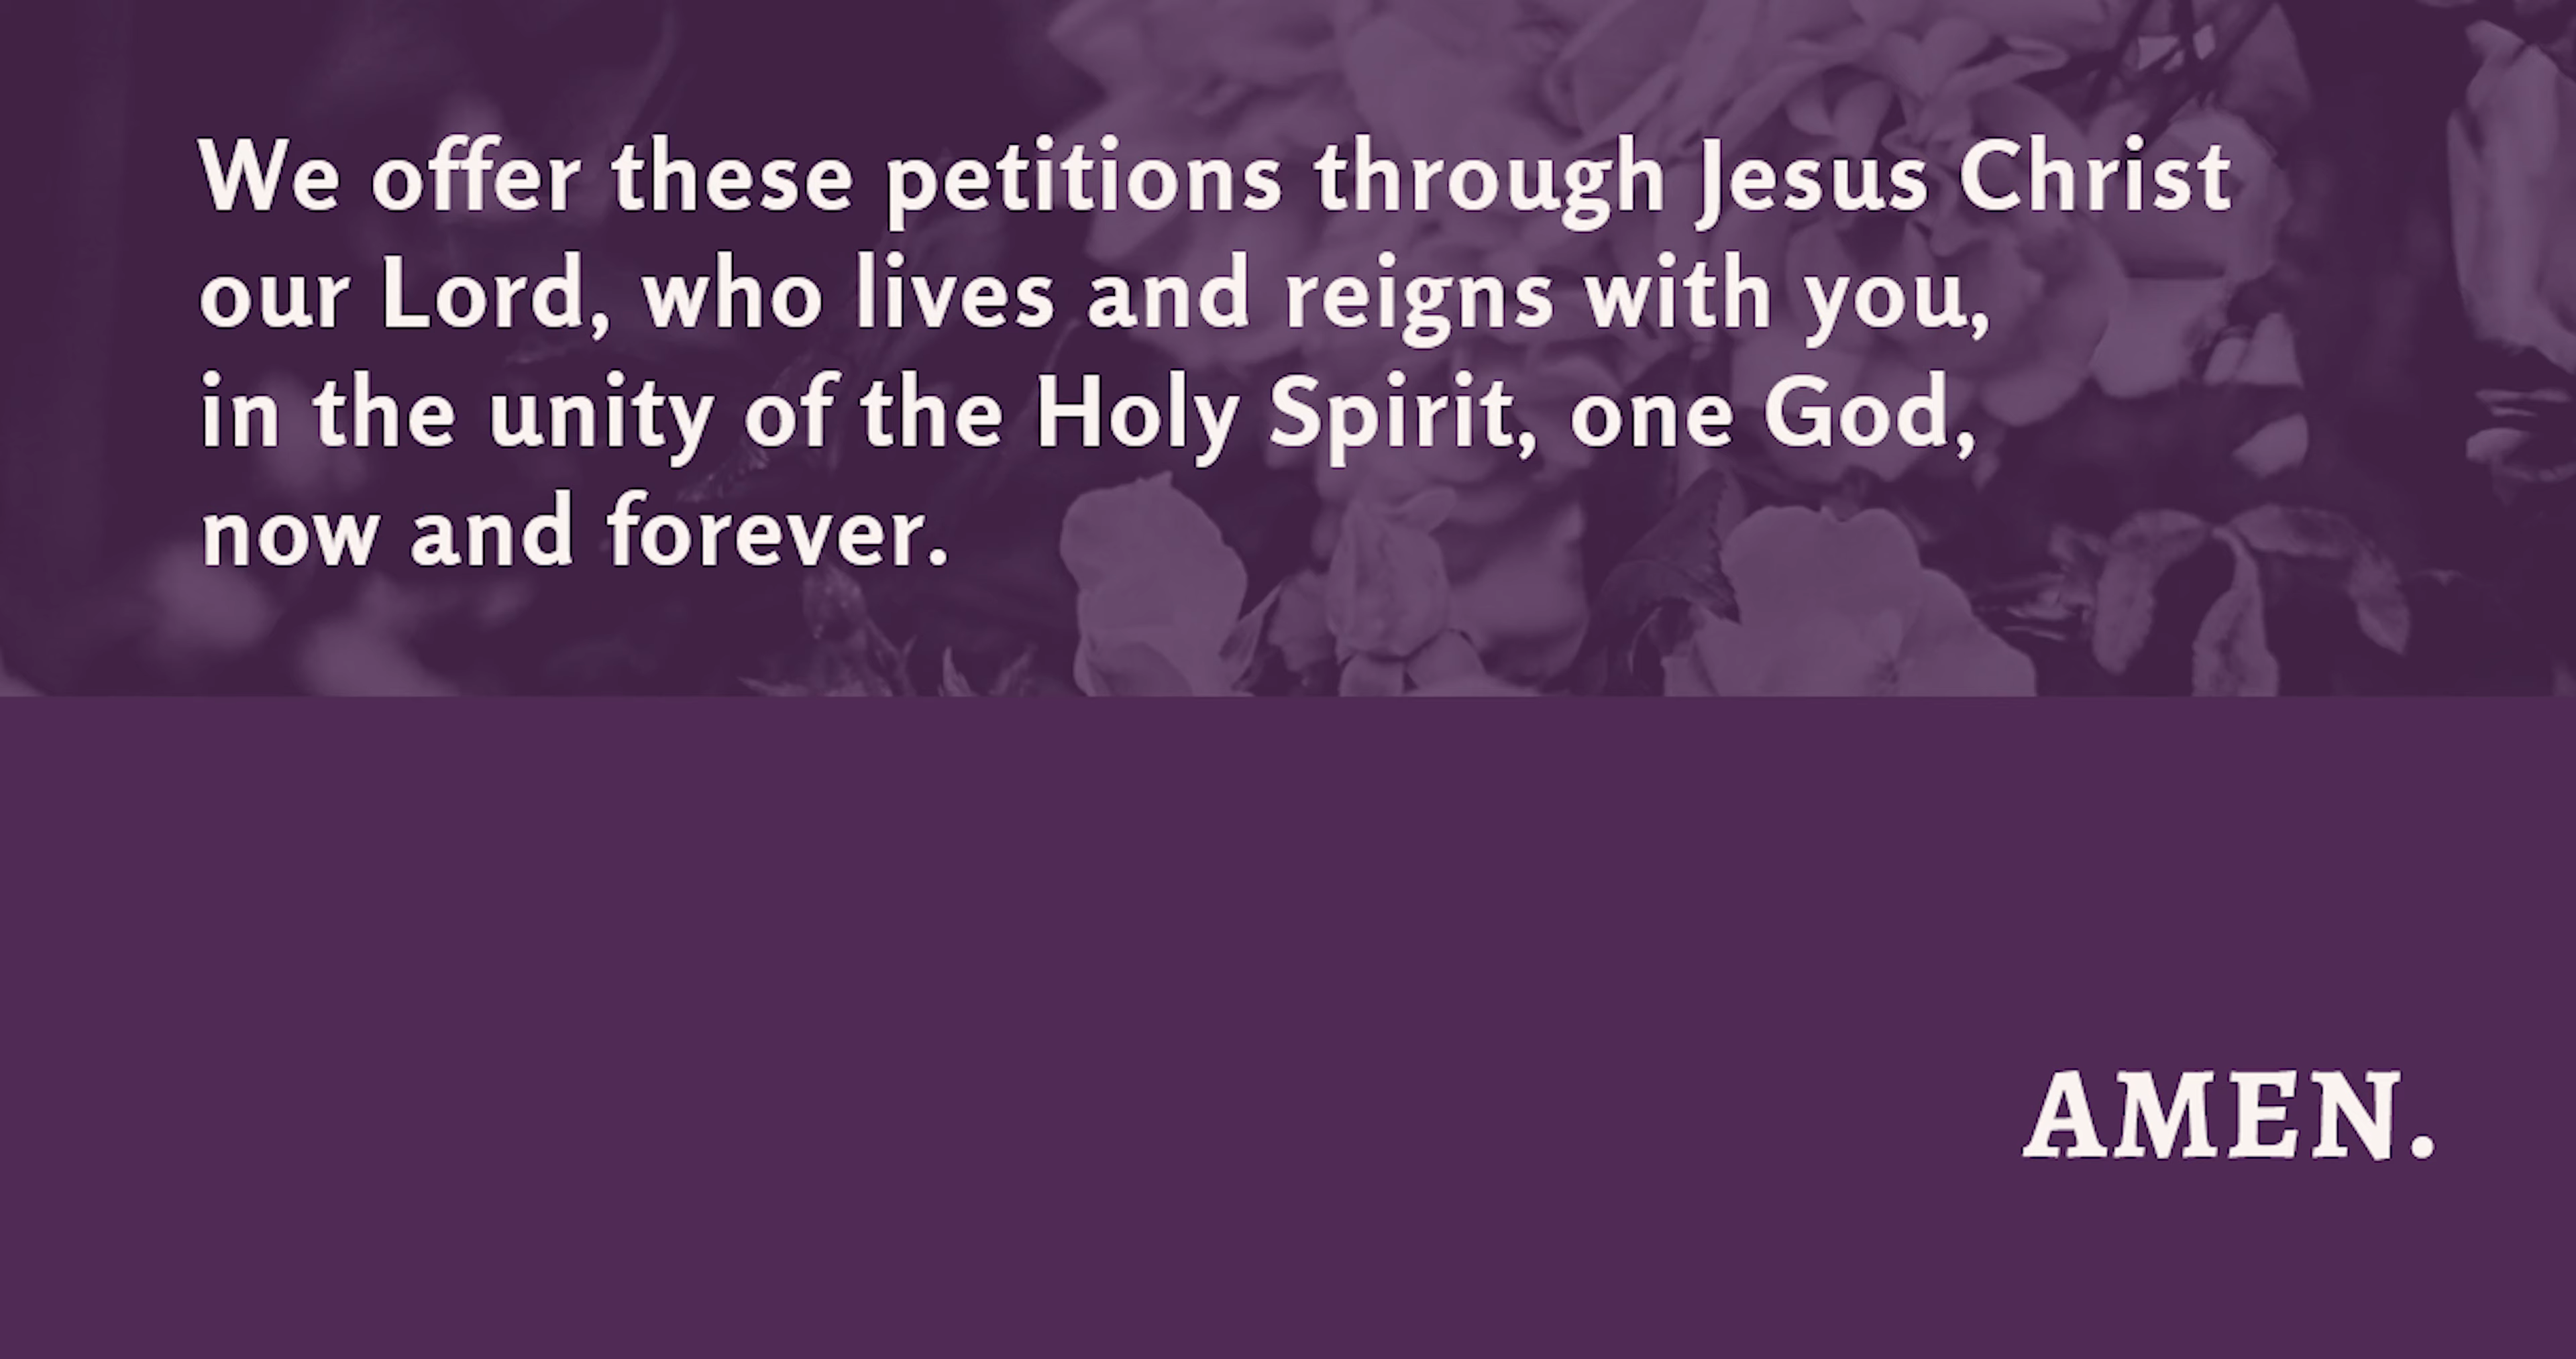 We offer these petitions through Jesus Christ
our Lord, who lives and reigns with you,
in the unity of the Holy Spirit, one God,
now and forever.
AMEN.